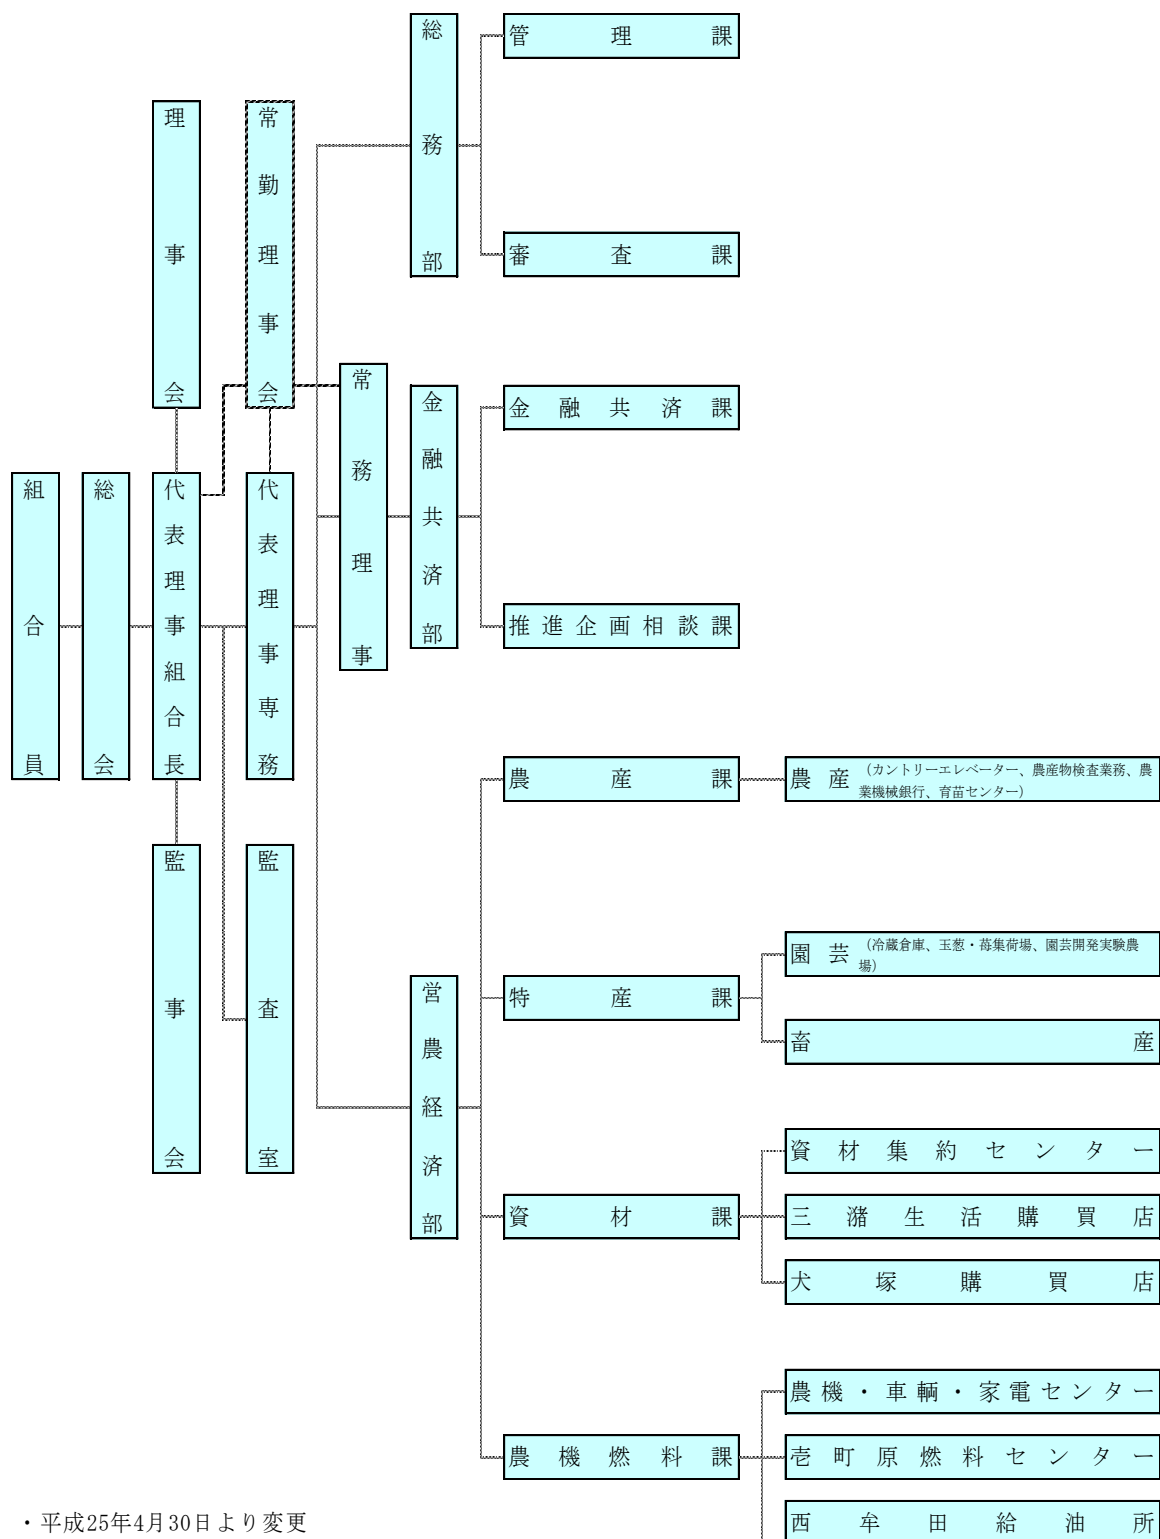 総務部
管理課
審査課
理事会
常勤理事会
常務理事
金融共済部
金融共済課
推進企画相談課
組合員
総会
代表理事組合長
代表理事専務
監事会
監査室
営農経済部
農産課
農産 (カントリーエレベーター、農産物検査業務、農
業機械銀行、育苗センター)
特産課
園芸 (冷蔵倉庫、玉葱・苺集荷場、園芸開発実験農
場)
畜産
資材課
資材集約センター
三潴生活購買店
犬塚購買店
農機燃料課
農機・車輌・家電センター
壱町原燃料センター
西牟田給油所
・平成25年4月30日より変更